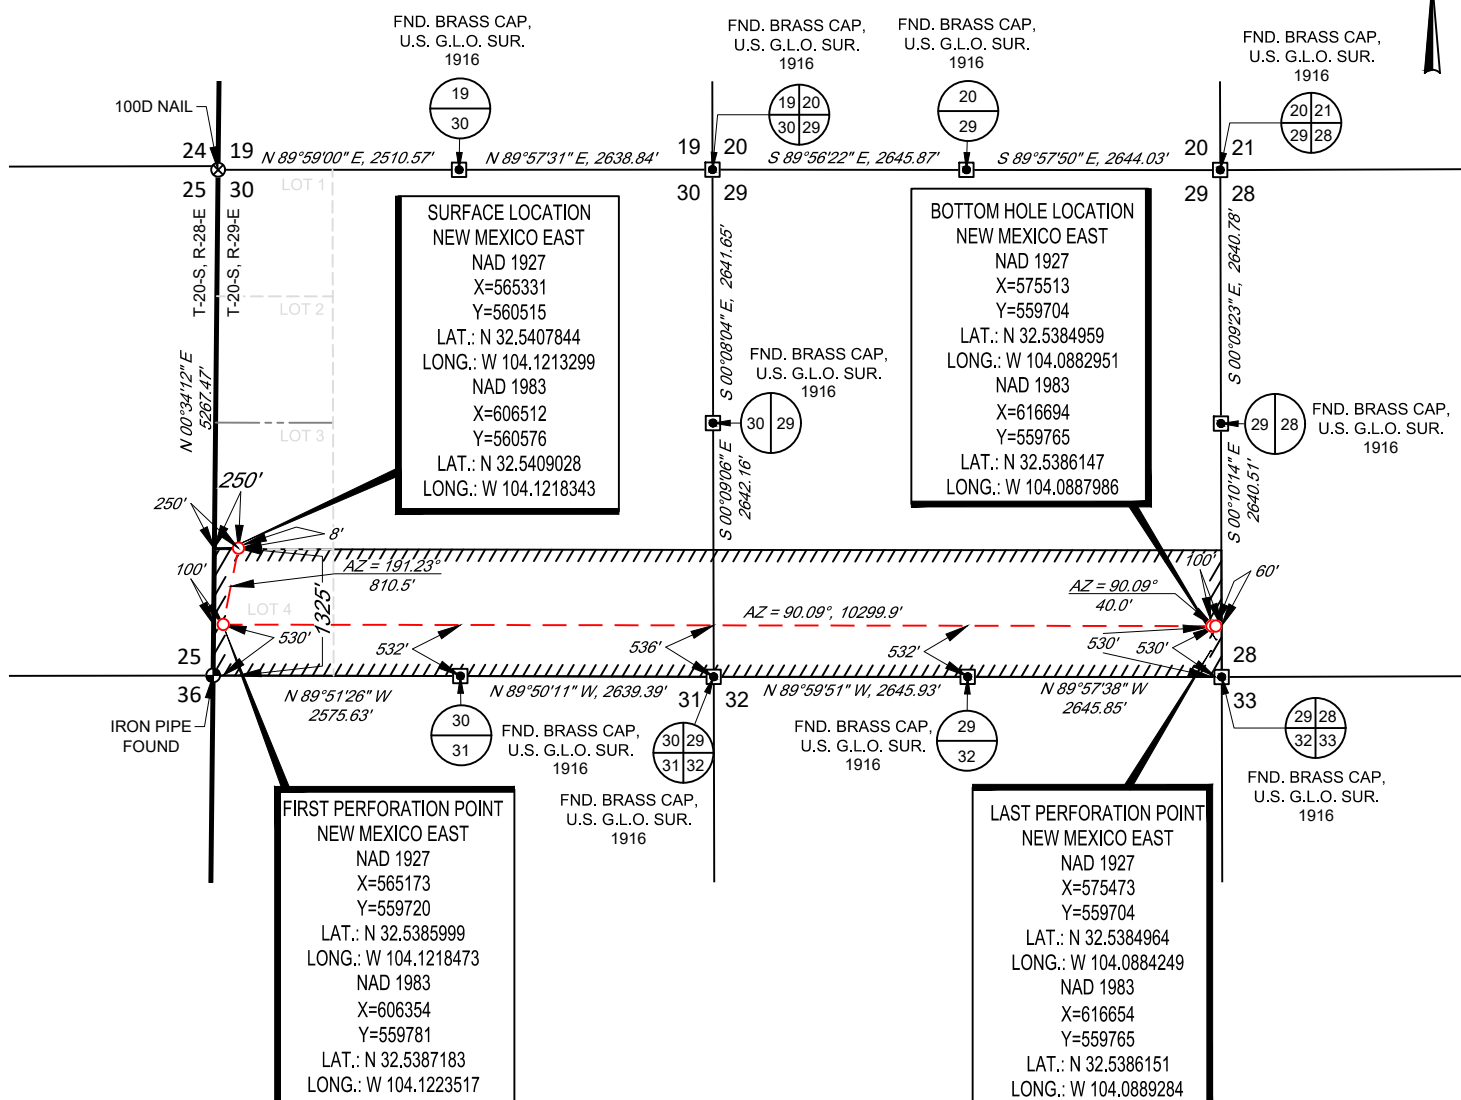 FND. BRASS CAP,
U.S. G.L.O. SUR.
1916
FND. BRASS CAP,
U.S. G.L.O. SUR.
1916
FND. BRASS CAP,
U.S. G.L.O. SUR.
1916
FND. BRASS CAP,
U.S. G.L.O. SUR.
1916
100D NAIL
19
30
19 20
30 29
20
29
20 21
29 28
24 19
25 30
N 89°59'00" E, 2510.57'
N 89°57'31" E, 2638.84'
19 20
30 29
S 89°56'22" E, 2645.87'
S 89°57'50" E, 2644.03'
20 21
29 28
LOT 1
LOT 2
LOT 3
LOT 4
T-20-S, R-28-E
T-20-S, R-29-E
N 00°34'12" E
5267.47'
SURFACE LOCATION
NEW MEXICO EAST
NAD 1927
X=565331
Y=560515
LAT.: N 32.5407844
LONG.: W 104.1213299
NAD 1983
X=606512
Y=560576
LAT.: N 32.5409028
LONG.: W 104.1218343
S 00°08'04" E, 2641.65'
S 00°09'06" E
2642.16'
FND. BRASS CAP,
U.S. G.L.O. SUR.
1916
30 29
BOTTOM HOLE LOCATION
NEW MEXICO EAST
NAD 1927
X=575513
Y=559704
LAT.: N 32.5384959
LONG.: W 104.0882951
NAD 1983
X=616694
Y=559765
LAT.: N 32.5386147
LONG.: W 104.0887986
S 00°09'23" E, 2640.78'
S 00°10'14" E
2640.51'
29 28
FND. BRASS CAP,
U.S. G.L.O. SUR.
1916
250'
250'
8'
100'
AZ = 191.23°
810.5'
1325'
530'
532'
AZ = 90.09°, 10299.9'
536'
532'
AZ = 90.09°
40.0'
100'
60'
530'
530'
25
36
28
33
31 32
N 89°51'26" W
2575.63'
N 89°50'11" W, 2639.39'
N 89°59'51" W, 2645.93'
N 89°57'38" W
2645.85'
IRON PIPE
FOUND
30
31
FND. BRASS CAP,
U.S. G.L.O. SUR.
1916
30 29
31 32
FND. BRASS CAP,
U.S. G.L.O. SUR.
1916
FND. BRASS CAP,
U.S. G.L.O. SUR.
1916
29
32
29 28
32 33
FND. BRASS CAP,
U.S. G.L.O. SUR.
1916
FIRST PERFORATION POINT
NEW MEXICO EAST
NAD 1927
X=565173
Y=559720
LAT.: N 32.5385999
LONG.: W 104.1218473
NAD 1983
X=606354
Y=559781
LAT.: N 32.5387183
LONG.: W 104.1223517
LAST PERFORATION POINT
NEW MEXICO EAST
NAD 1927
X=575473
Y=559704
LAT.: N 32.5384964
LONG.: W 104.0884249
NAD 1983
X=616654
Y=559765
LAT.: N 32.5386151
LONG.: W 104.0889284